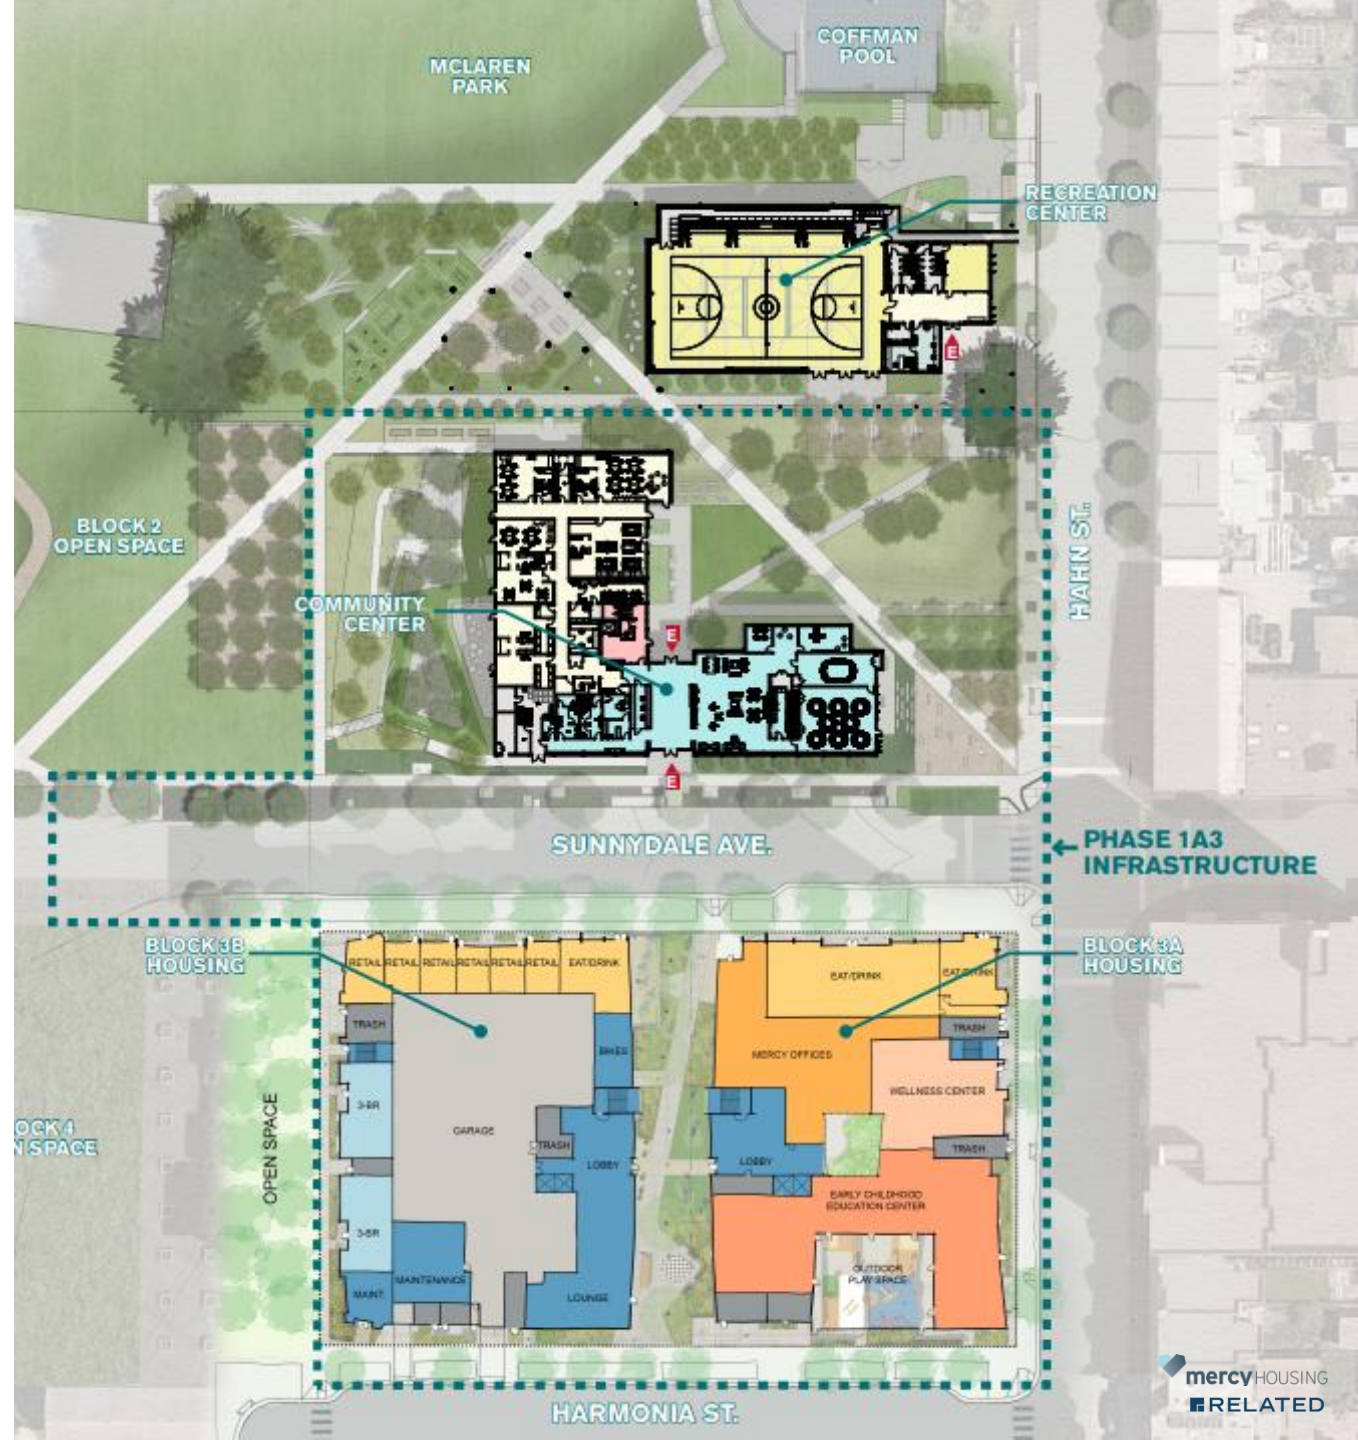 COFFMAN
POOL
MCLAREN
PARK
RECREATION
CENTER
E
BLOCK 2
OPEN SPACE
HAHN ST.
COMMUNITY
CENTER
E
E
SUNNYDALE AVE.
PHASE 1A3
INFRASTRUCTURE
BLOCK 3B
HOUSING
BLOCK 3A
HOUSING
RETAIL RETAIL RETAIL RETAIL RETAIL RETAIL EAT/DRINK
EAT/DRINK
EAT/DRINK
TRASH
TRASH
BIKES
MERCY OFFICES
WELLNESS CENTER
3-BR
GARAGE
OPEN SPACE
OCK 4
N SPACE
TRASH
TRASH
LOBBY
LOBBY
EARLY CHILDHOOD
EDUCATION CENTER
3-BR
MAINTENANCE
OUTDOOR
PLAY SPACE
MAINT.
LOUNGE
HARMONIA ST.
mercyHOUSING
RELATED